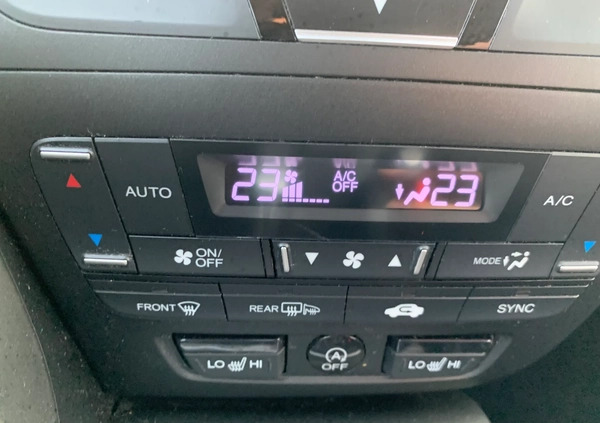 23 A/C OFF 23
AUTO
A/C
ON/OFF
MODE
FRONT
REAR
SYNC
LO HI
A OFF
LO HI